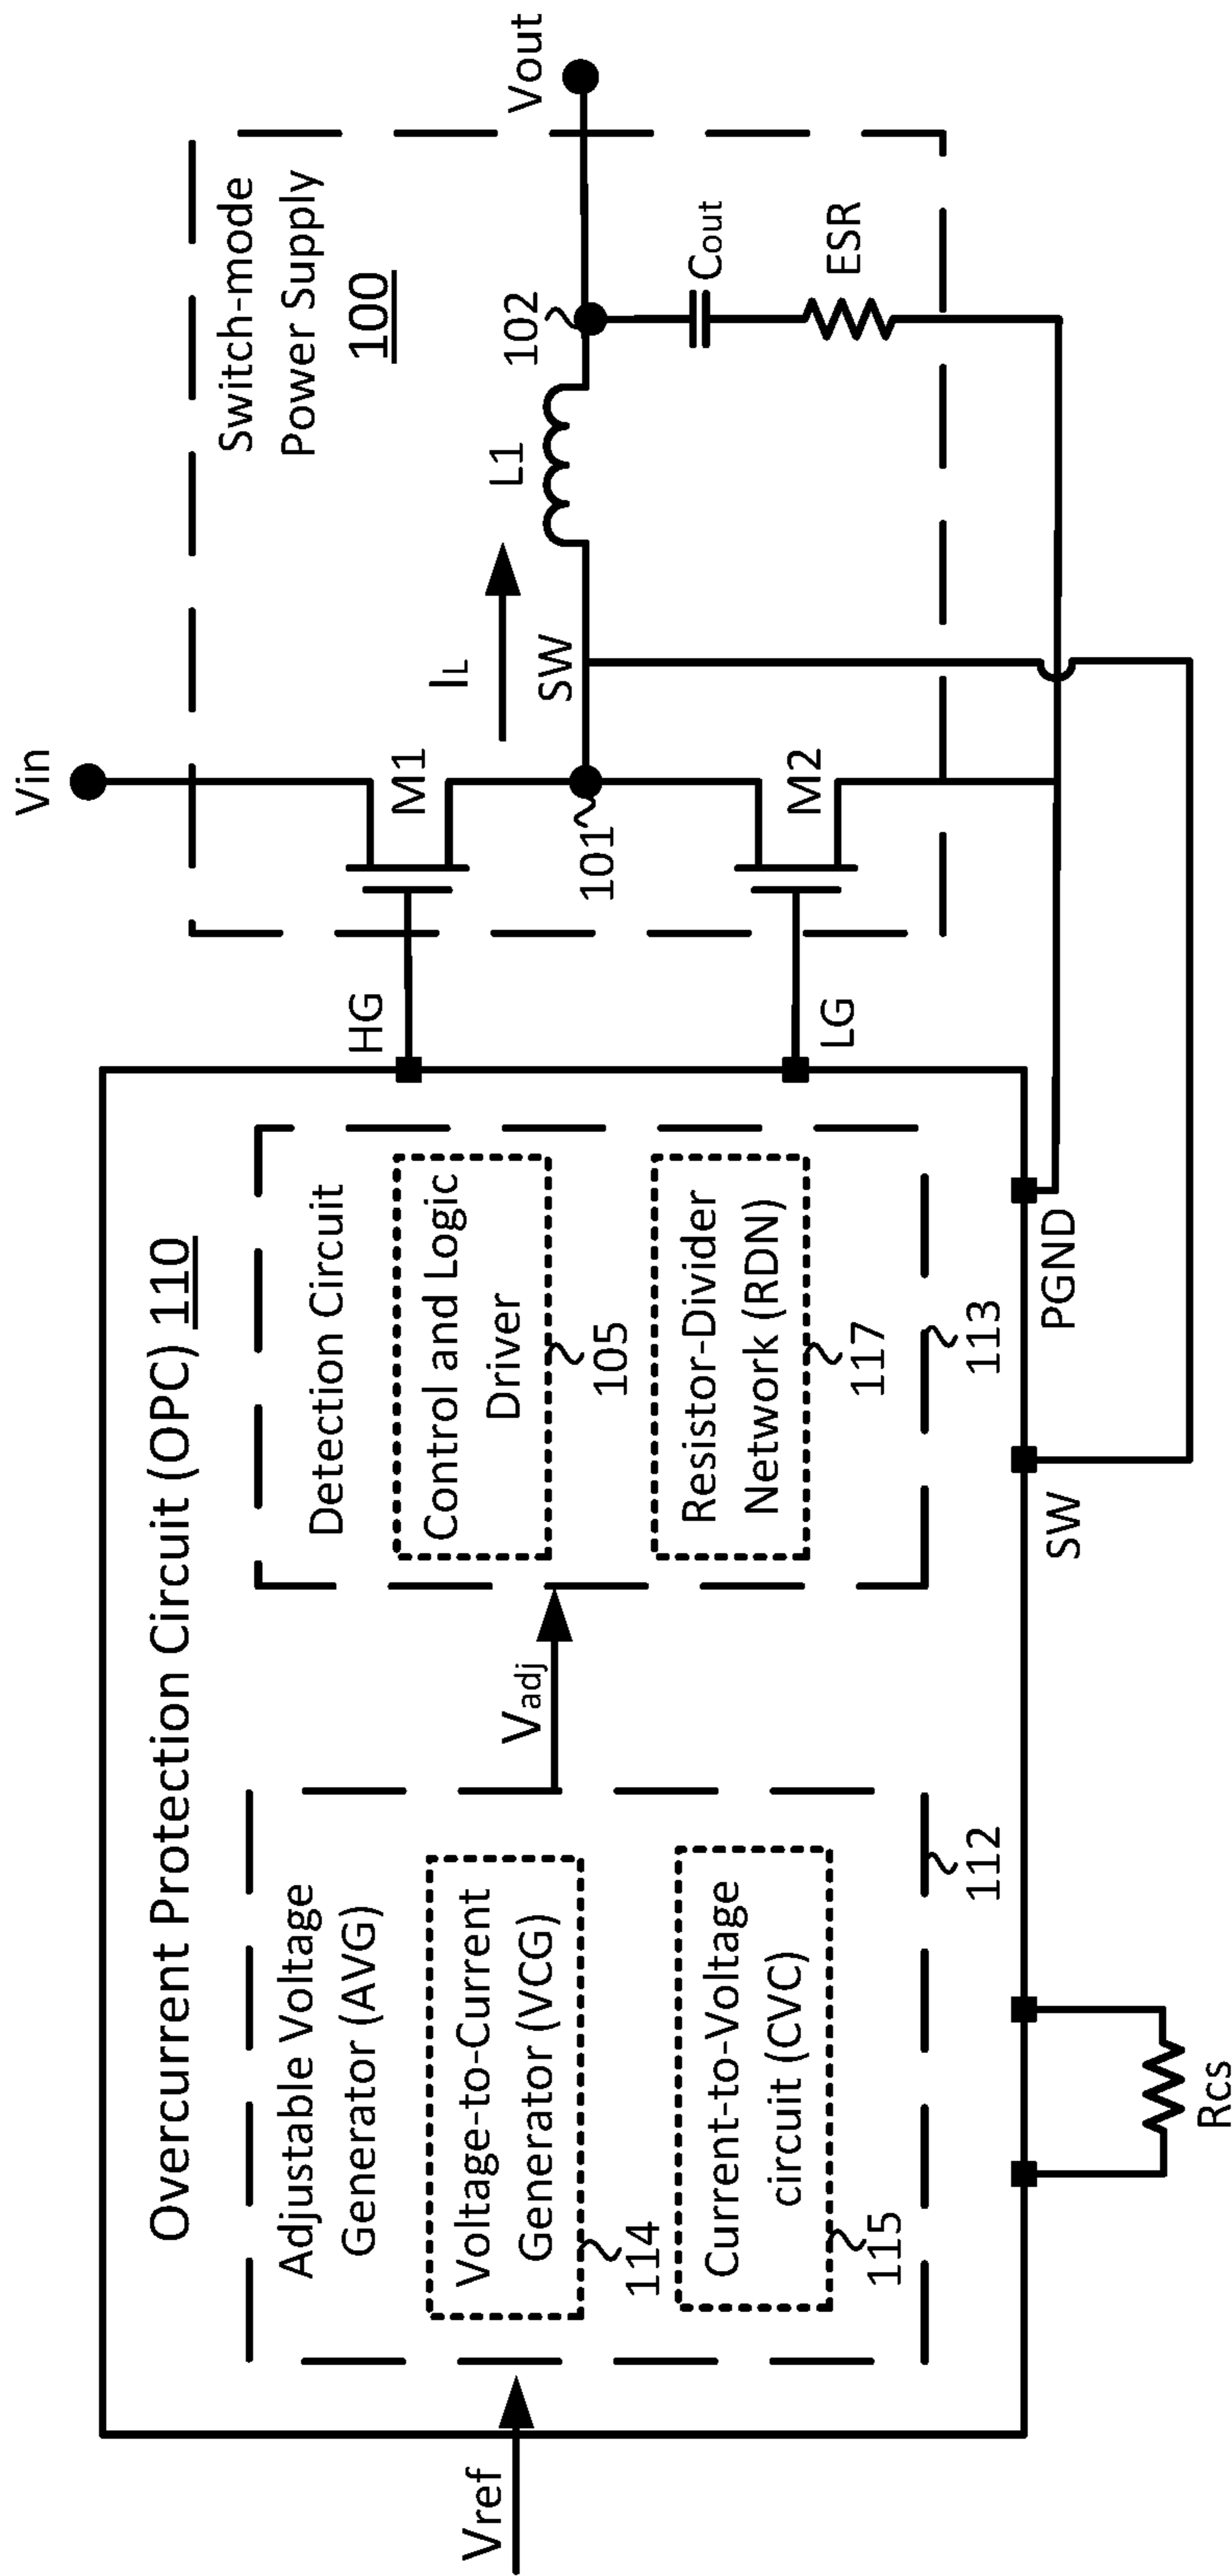 Overcurrent Protection Circuit (OPC) 110
Vref
Adjustable Voltage
Generator (AVG)
Voltage-to-Current
Generator (VCG)
114
Current-to-Voltage
circuit (CVC)
115
112
Vadj
Detection Circuit
Control and Logic
Driver
105
Resistor-Divider
Network (RDN)
117
113
Rcs
SW
PGND
HG
LG
Vin
Switch-mode
Power Supply
100
M1
IL
101
SW
L1
102
Vout
M2
Cout
ESR